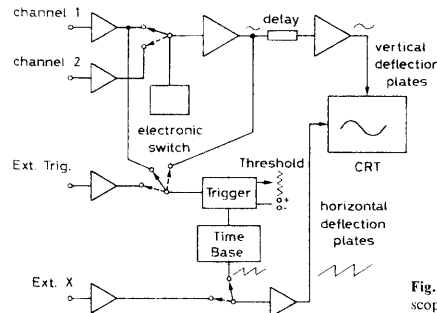 channel 1
delay
channel 2
vertical
deflection
plates
electronic
switch
CRT
Ext. Trig.
Threshold
Trigger
+
-
horizontal
deflection
plates
Time
Base
Ext. X
Fig.
scop